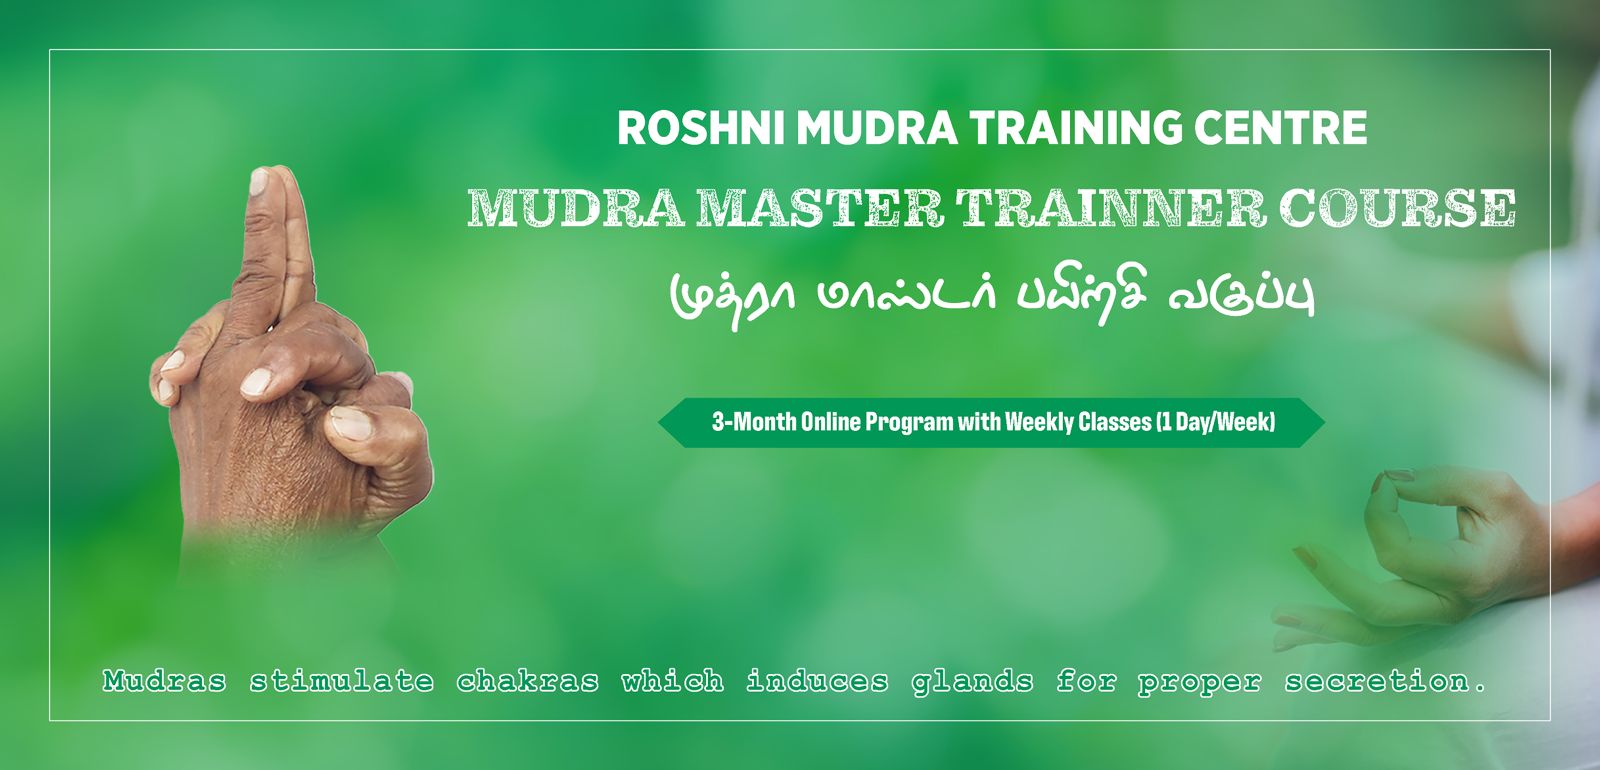 ROSHNI MUDRA TRAINING CENTRE
MUDRA MASTER TRAINNER COURSE
முத்ரா மாஸ்டர் பயிற்சி வகுப்பு
3-Month Online Program with Weekly Classes (1 Day/Week)
Mudras stimulate chakras which induces glands for proper secretion.